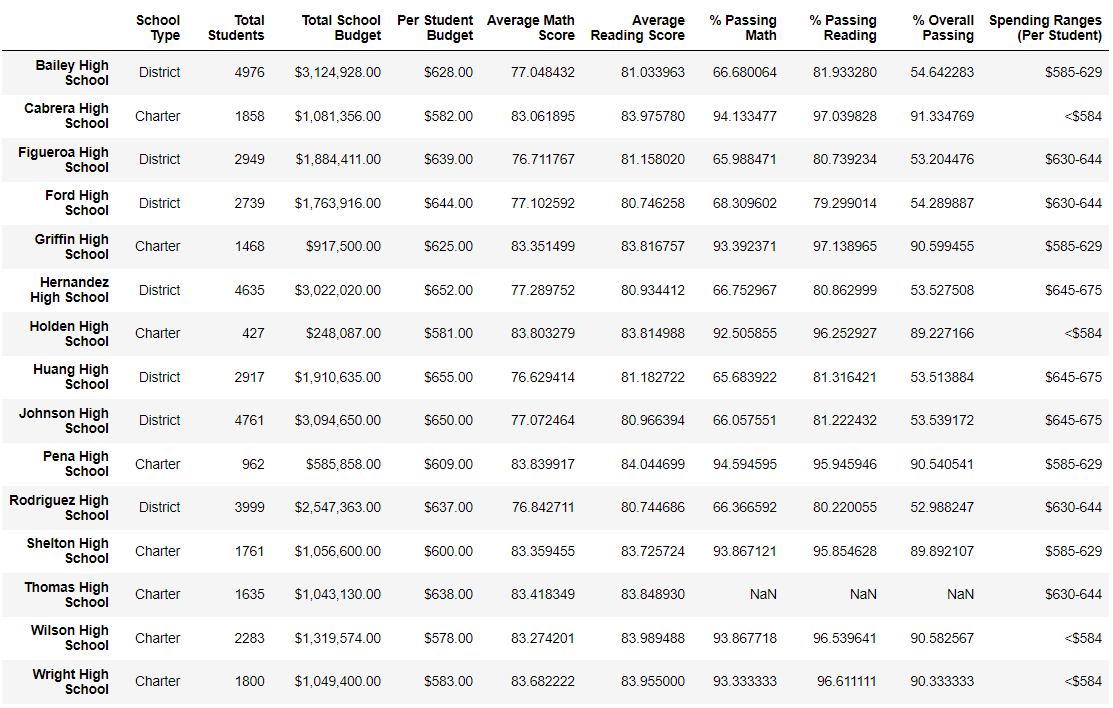 School Type Total Students Total School Budget Per Student Budget Average Math Score Average Reading Score % Passing Math % Passing Reading % Overall Passing Spending Ranges (Per Student)
Bailey High School District 4976 $3,124,928.00 $628.00 77.048432 81.033963 66.680064 81.933280 54.642283 $585-629
Cabrera High School Charter 1858 $1,081,356.00 $582.00 83.061895 83.975780 94.133477 97.039828 91.334769 <$584
Figueroa High School District 2949 $1,884,411.00 $639.00 76.711767 81.158020 65.988471 80.739234 53.204476 $630-644
Ford High School District 2739 $1,763,916.00 $644.00 77.102592 80.746258 68.309602 79.299014 54.289887 $630-644
Griffin High School Charter 1468 $917,500.00 $625.00 83.351499 83.816757 93.392371 97.138965 90.599455 $585-629
Hernandez High School District 4635 $3,022,020.00 $652.00 77.289752 80.934412 66.752967 80.862999 53.527508 $645-675
Holden High School Charter 427 $248,087.00 $581.00 83.803279 83.814988 92.505855 96.252927 89.227166 <$584
Huang High School District 2917 $1,910,635.00 $655.00 76.629414 81.182722 65.683922 81.316421 53.513884 $645-675
Johnson High School District 4761 $3,094,650.00 $650.00 77.072464 80.966394 66.057551 81.222432 53.539172 $645-675
Pena High School Charter 962 $585,858.00 $609.00 83.839917 84.044699 94.594595 95.945946 90.540541 $585-629
Rodriguez High School District 3999 $2,547,363.00 $637.00 76.842711 80.744686 66.366592 80.220055 52.988247 $630-644
Shelton High School Charter 1761 $1,056,600.00 $600.00 83.359455 83.725724 93.867121 95.854628 89.892107 $585-629
Thomas High School Charter 1635 $1,043,130.00 $638.00 83.418349 83.848930 NaN NaN NaN $630-644
Wilson High School Charter 2283 $1,319,574.00 $578.00 83.274201 83.989488 93.867718 96.539641 90.582567 <$584
Wright High School Charter 1800 $1,049,400.00 $583.00 83.682222 83.955000 93.333333 96.611111 90.333333 <$584